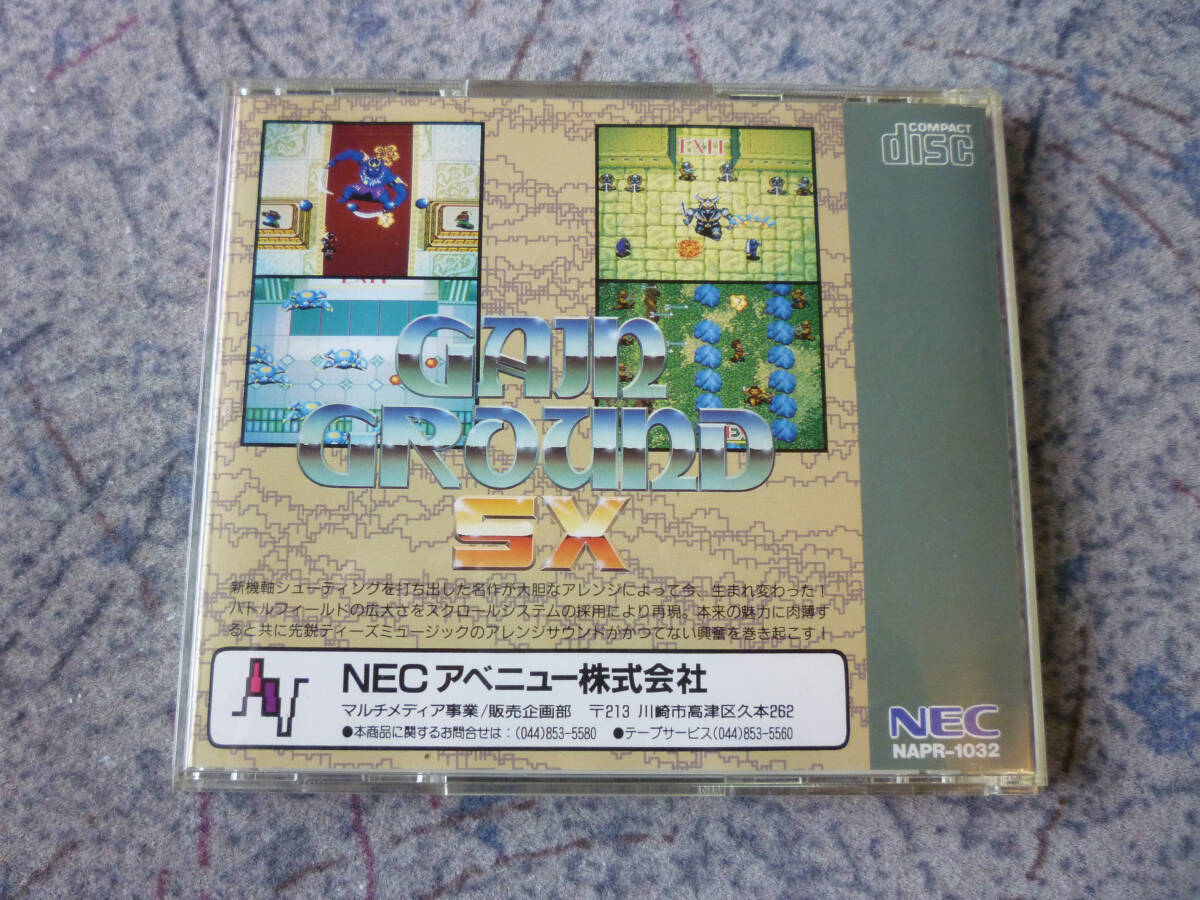 COMPACT
disc
EXIT
EXIT
GAIN
GROUND
SX
新機軸シューティングを打ち出した名作が大胆なアレンジによって今、生まれ変わった！
バトルフィールドの広大さをスクロールシステムの採用により再現。本来の魅力に肉薄す
ると共に先鋭ティーズミュージックのアレンジサウンドがかつてない興奮を巻き起こす！
NECアベニュー株式会社
マルチメディア事業/販売企画部 〒213 川崎市高津区久本262
●本商品に関するお問合せは：(044)853-5580 ●テープサービス(044)853-5560
NEC
NAPR-1032